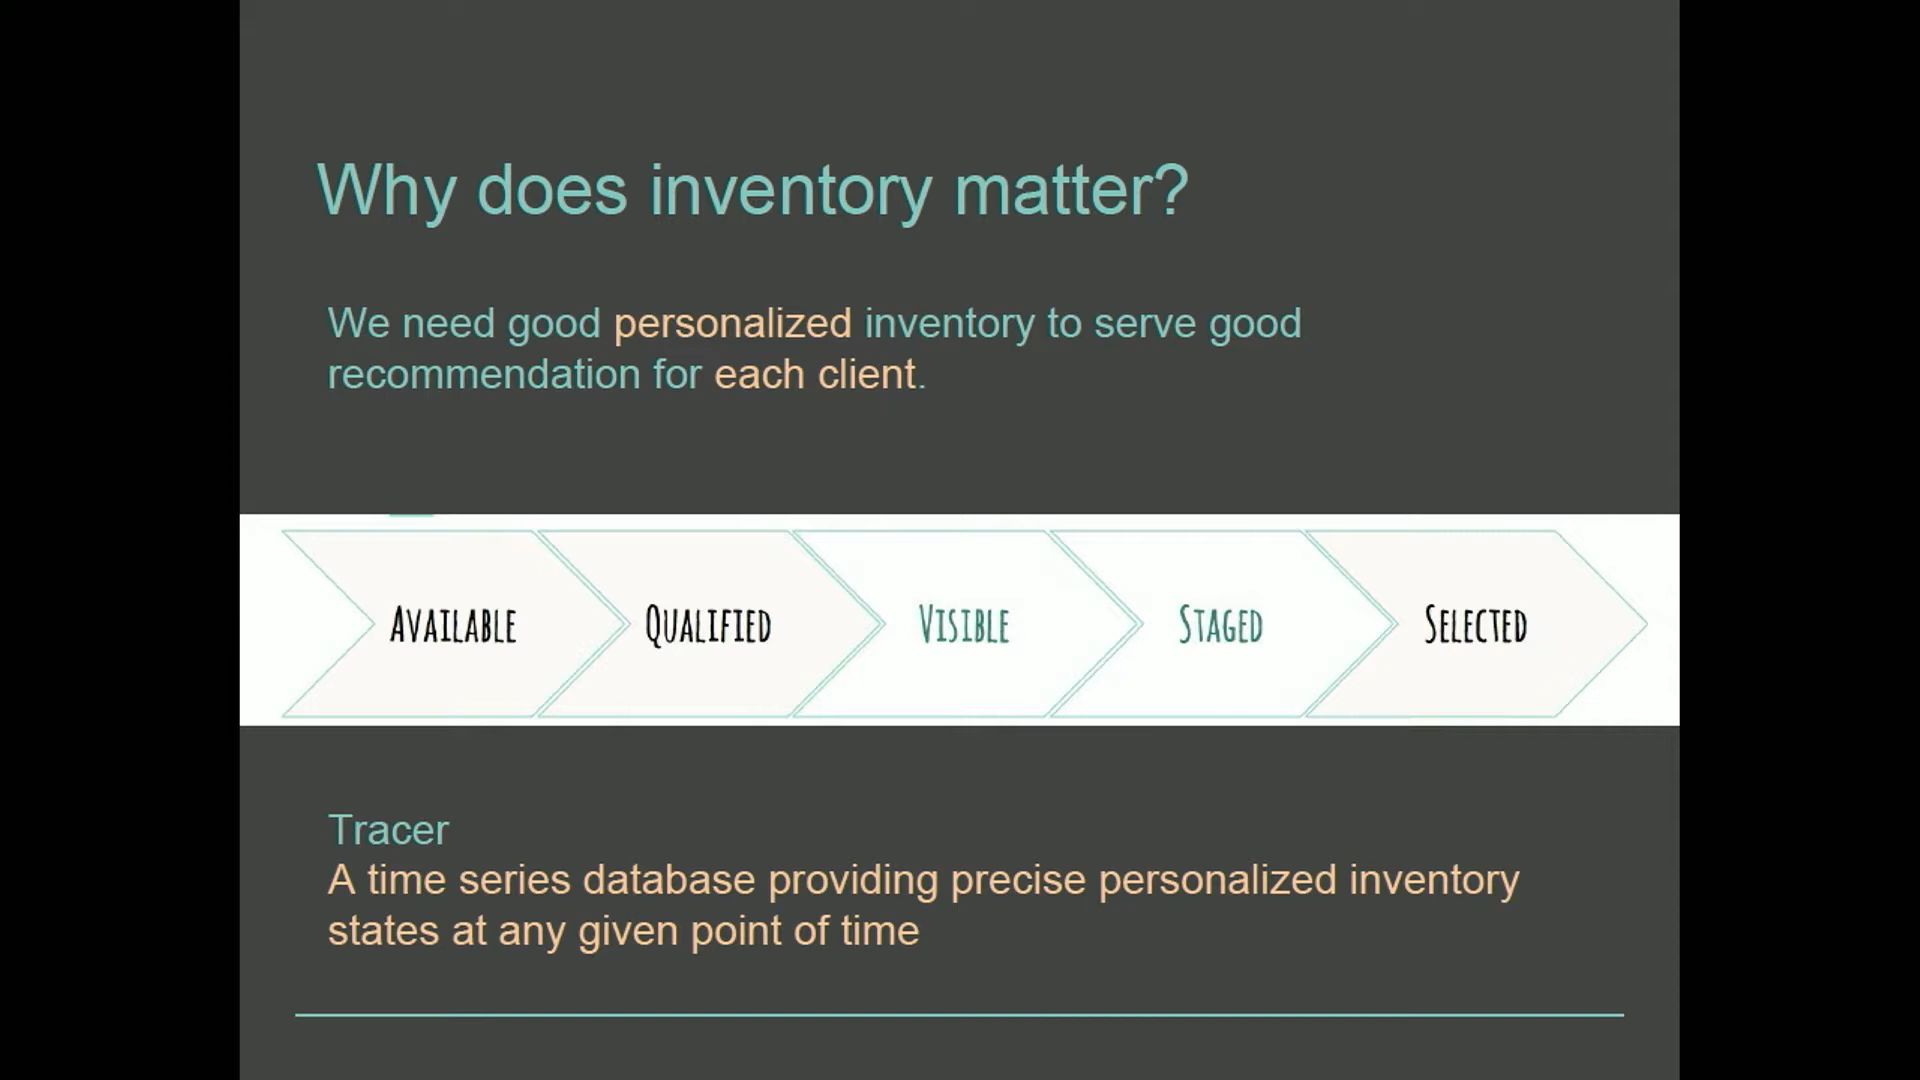 Why does inventory matter?
We need good personalized inventory to serve good
recommendation for each client.
AVAILABLE
QUALIFIED
VISIBLE
STAGED
SELECTED
Tracer
A time series database providing precise personalized inventory
states at any given point of time